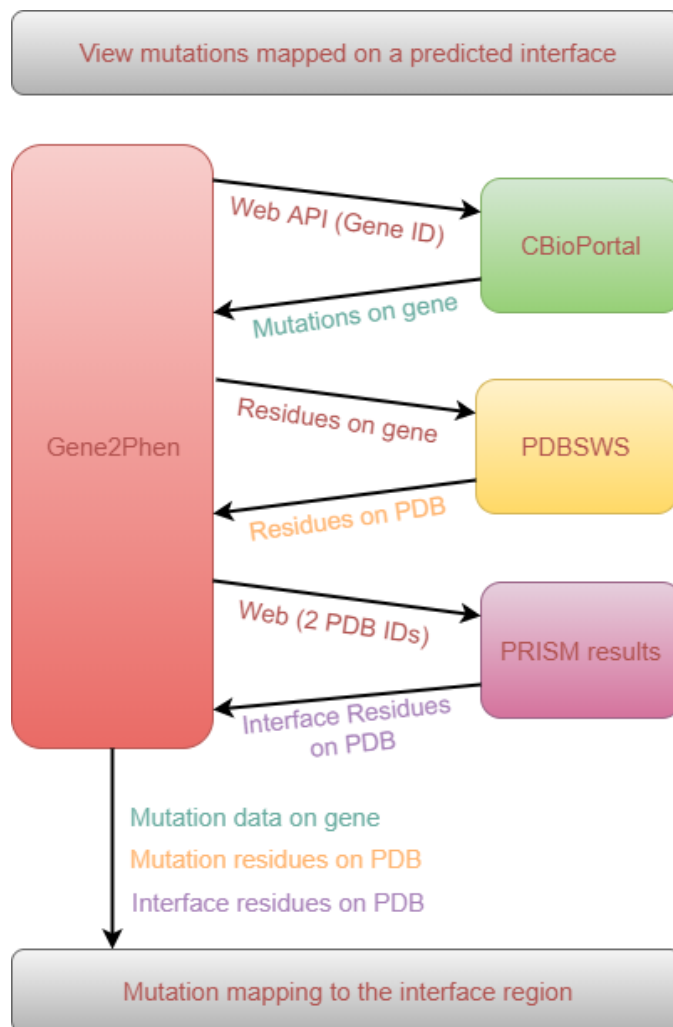 View mutations mapped on a predicted interface
Web API (Gene ID)
CBioPortal
Mutations on gene
Gene2Phen
Residues on gene
PDBSWS
Residues on PDB
Web (2 PDB IDs)
PRISM results
Interface Residues
on PDB
Mutation data on gene
Mutation residues on PDB
Interface residues on PDB
Mutation mapping to the interface region